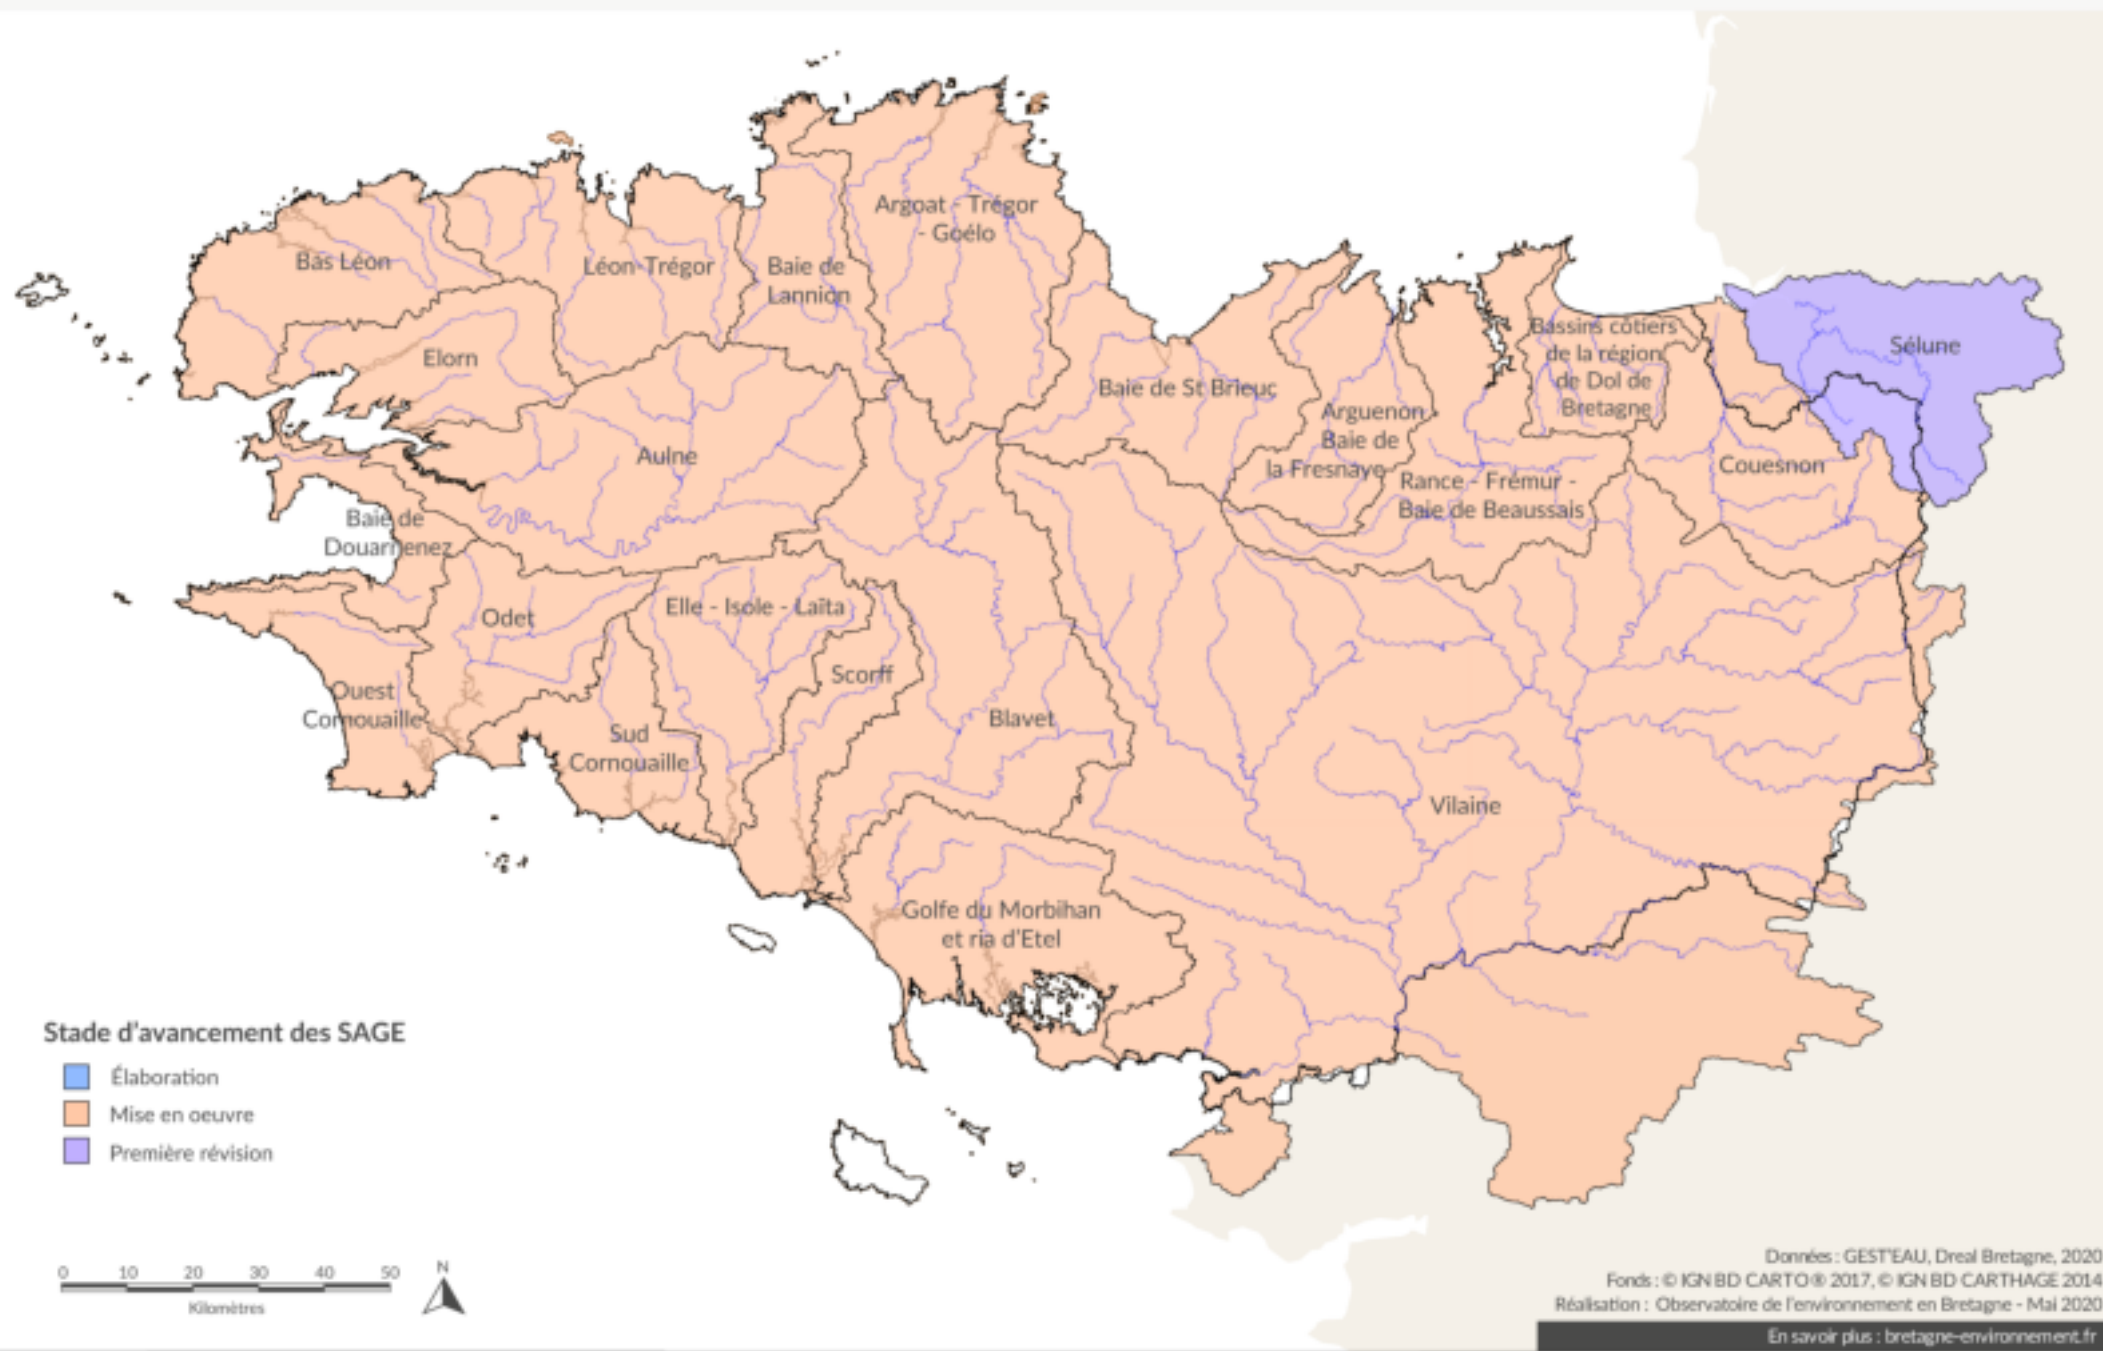 Argoat - Trégor
- Goélo
Bas Léon
Léon-Trégor
Baie de
Lannion
Elorn
Bassins côtiers
de la région
de Dol de
Bretagne
Sélune
Baie de St Brieuc
Arguenon
Baie de
la Fresnaye
Aulne
Couesnon
Rance - Frémur -
Baie de Beaussais
Baie de
Douarnenez
Odet
Elle - Isole - Laïta
Scorff
Ouest
Cornouaille
Sud
Cornouaille
Blavet
Vilaine
Golfe du Morbihan
et ria d'Etel
Stade d'avancement des SAGE
Élaboration
Mise en oeuvre
Première révision
0 10 20 30 40 50
Kilomètres
N
Données : GEST'EAU, Dreal Bretagne, 2020
Fonds : © IGN BD CARTO ® 2017, © IGN BD CARTHAGE 2014
Réalisation : Observatoire de l'environnement en Bretagne - Mai 2020
En savoir plus : bretagne-environnement.fr